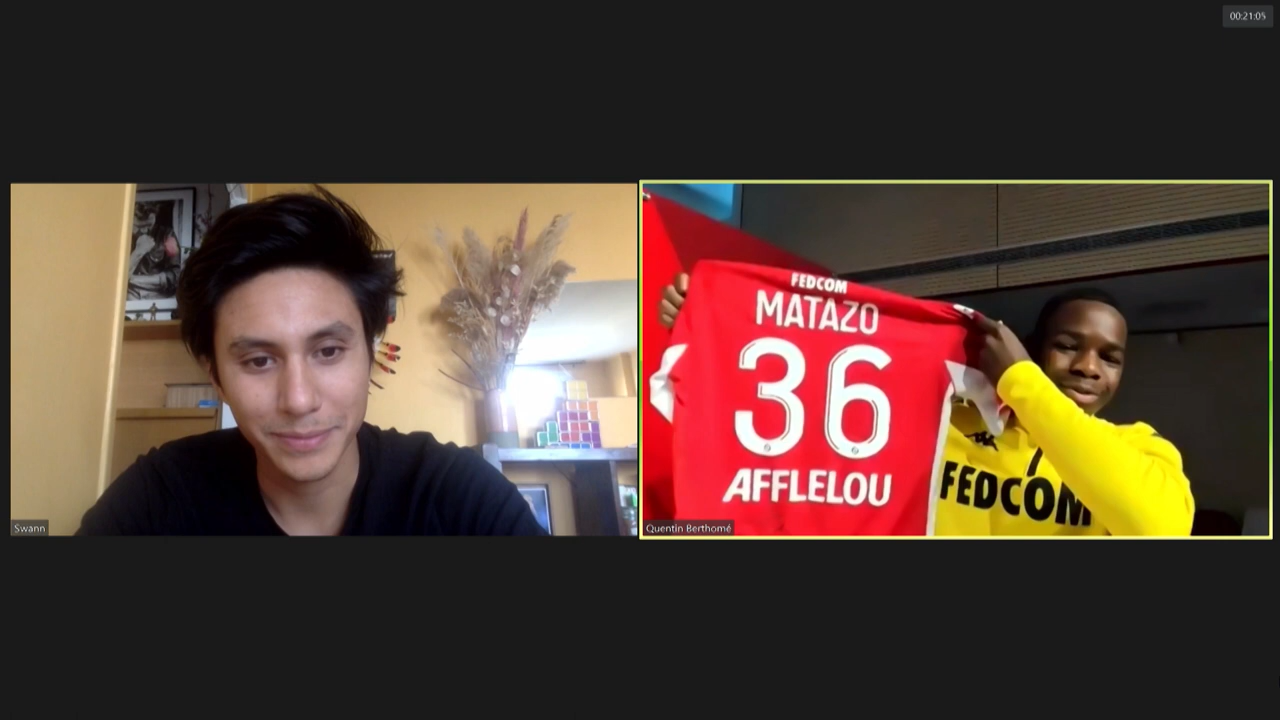 00:21:05
FEDCOM
MATAZO
36
AFFLELOU
FEDCOM
Swann
Quentin Berthomé